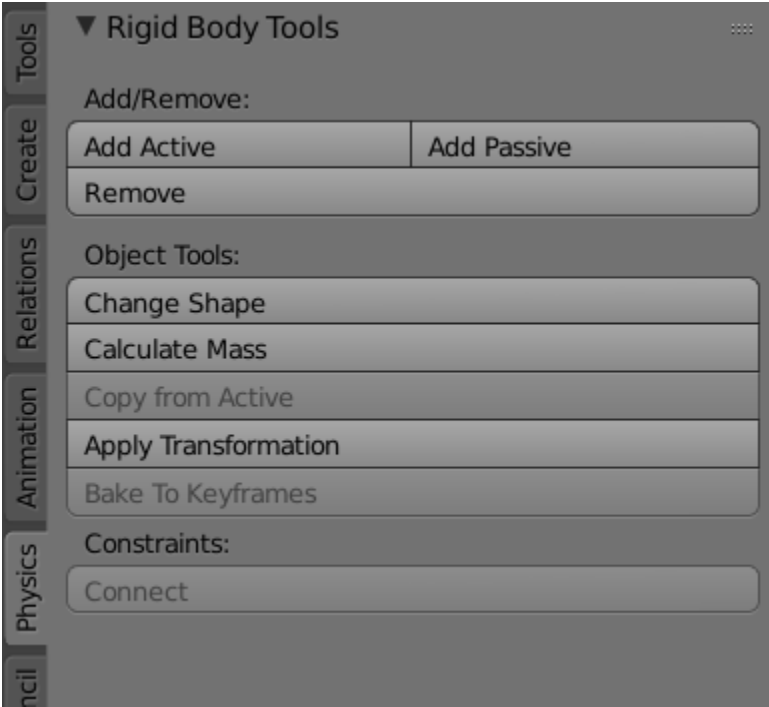 Tools
Create
Relations
Animation
Physics
Rigid Body Tools
Add/Remove:
Add Active Add Passive
Remove
Object Tools:
Change Shape
Calculate Mass
Copy from Active
Apply Transformation
Bake To Keyframes
Constraints:
Connect